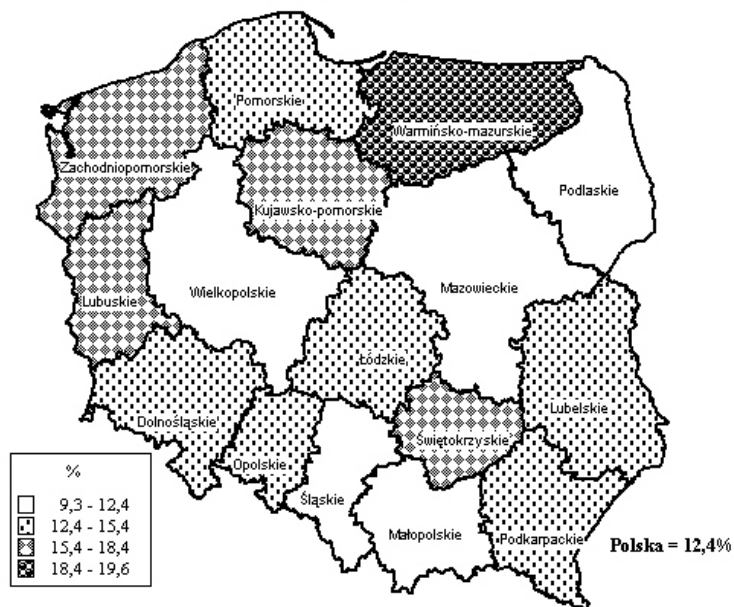 Pomorskie
Warmińsko-mazurskie
Zachodniopomorskie
Podlaskie
Kujawsko-pomorskie
Wielkopolskie
Mazowieckie
Lubuskie
Łódzkie
Lubelskie
Dolnośląskie
Świętokrzyskie
Opolskie
Śląskie
Małopolskie
Podkarpackie
Polska = 12,4%
%
9,3 - 12,4
12,4 - 15,4
15,4 - 18,4
18,4 - 19,6